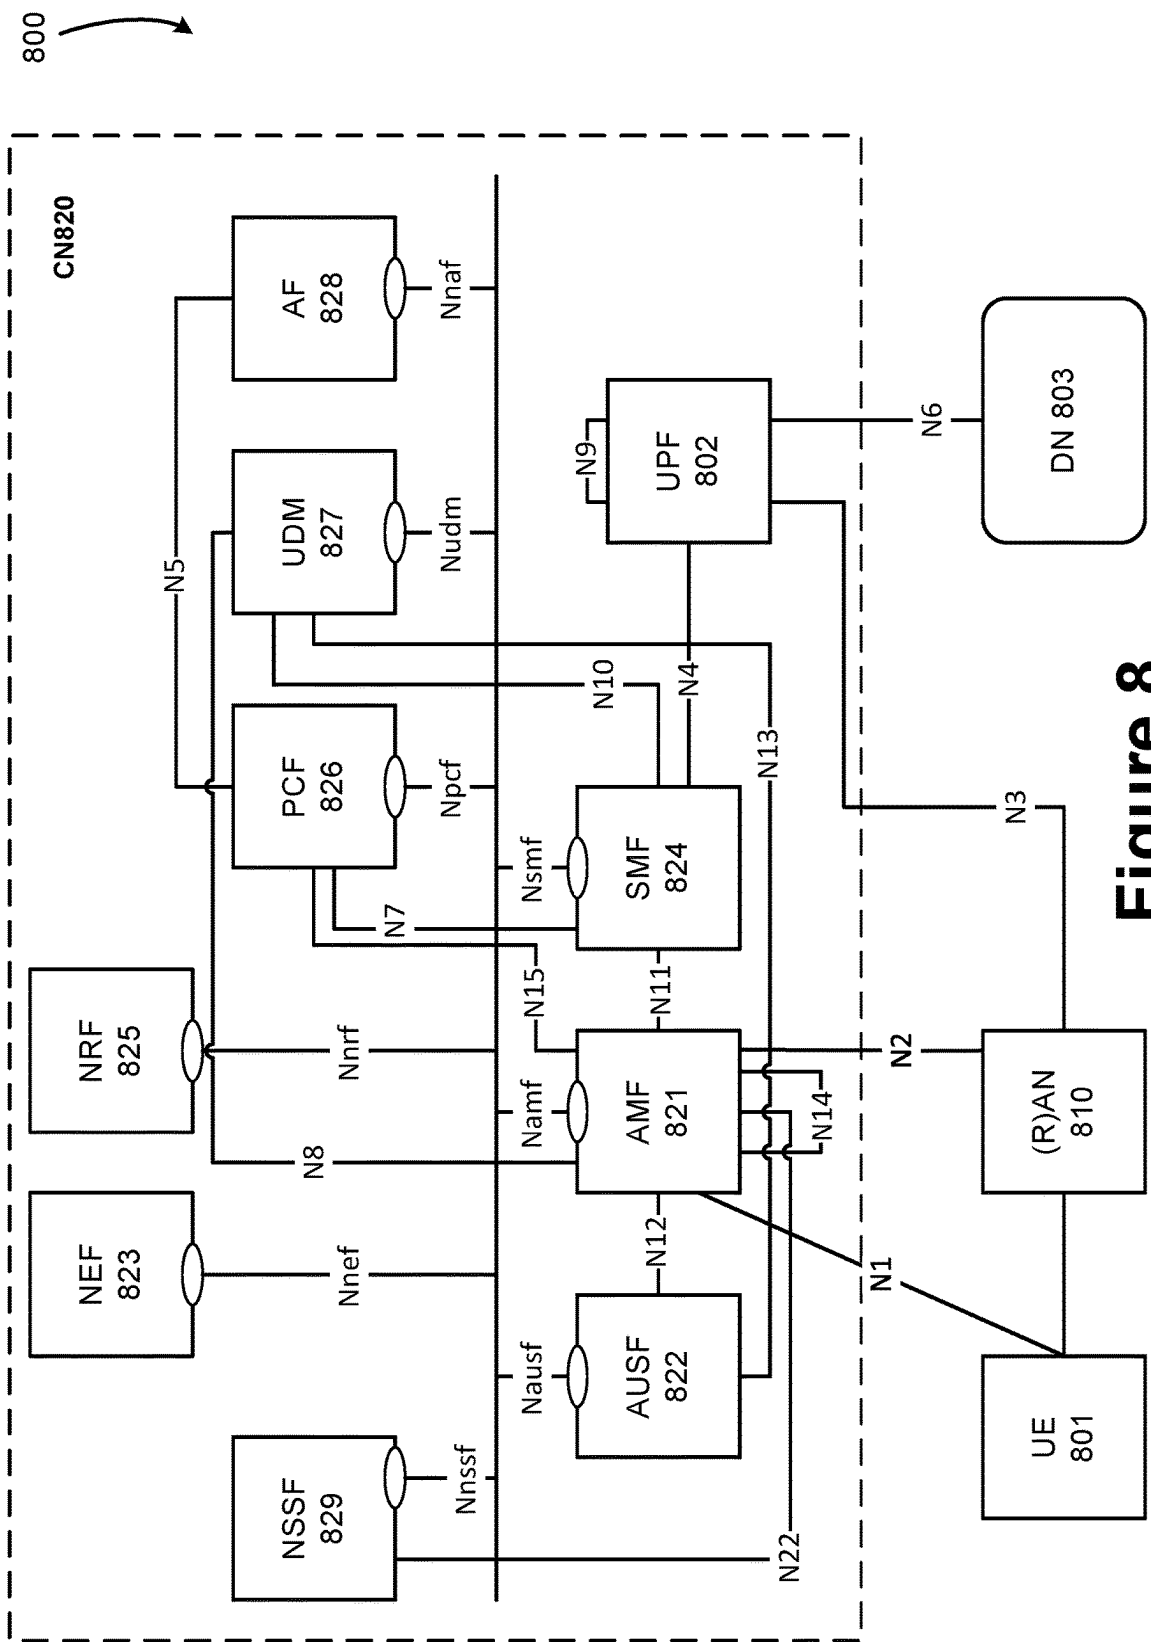 800
CN820
NSSF
829
NEF
823
NRF
825
PCF
826
UDM
827
AF
828
N5
N8
Nnssf
Nnef
Nnrf
N7
Npcf
Nudm
Nnaf
Nausf
Namf
N15
Nsmf
N10
N9
AUSF
822
N12
AMF
821
N11
SMF
824
N4
UPF
802
N22
N14
N13
N1
N2
N3
N6
UE
801
(R)AN
810
DN 803
Figure 8